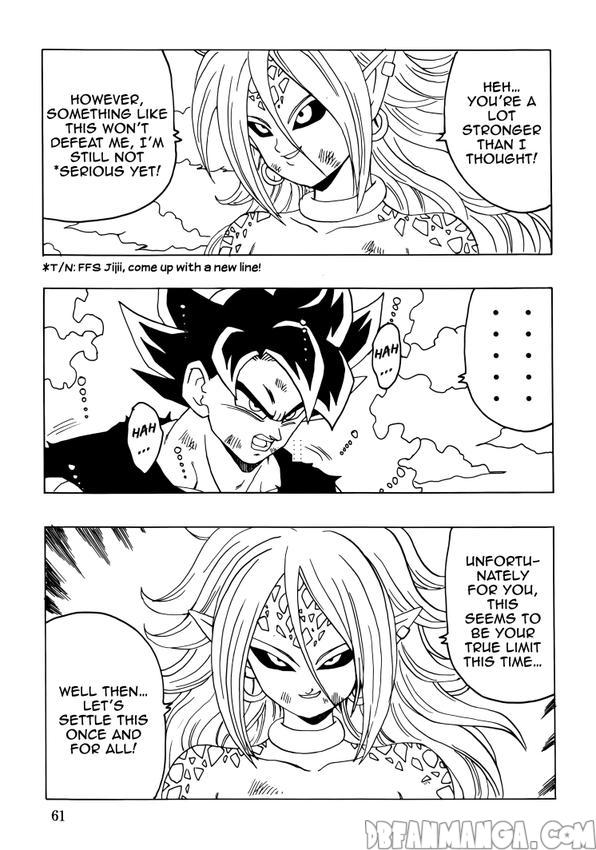 HEH...
YOU'RE A
LOT
STRONGER
THAN I
THOUGHT!
HOWEVER,
SOMETHING LIKE
THIS WON'T
DEFEAT ME, I'M
STILL NOT
*SERIOUS YET!
*T/N: FFS Jijii, come up with a new line!
HAH
...
HAH
...
UNFORTU-
NATELY
FOR YOU,
THIS
SEEMS TO
BE YOUR
TRUE LIMIT
THIS TIME...
WELL THEN...
LET'S
SETTLE THIS
ONCE AND
FOR ALL!
61
DBFANMANGA.COM